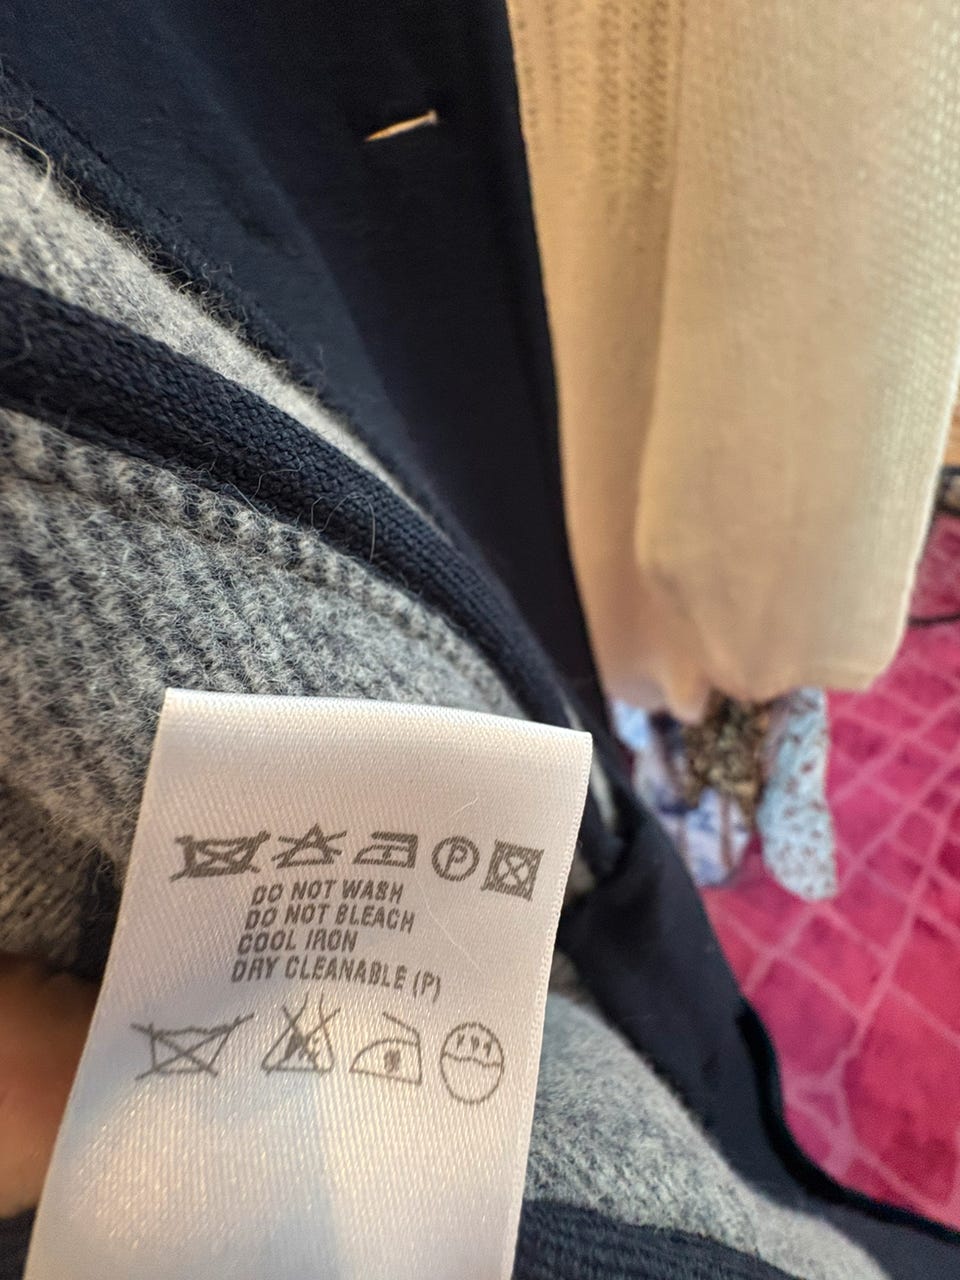 P
DO NOT WASH
DO NOT BLEACH
COOL IRON
DRY CLEANABLE (P)